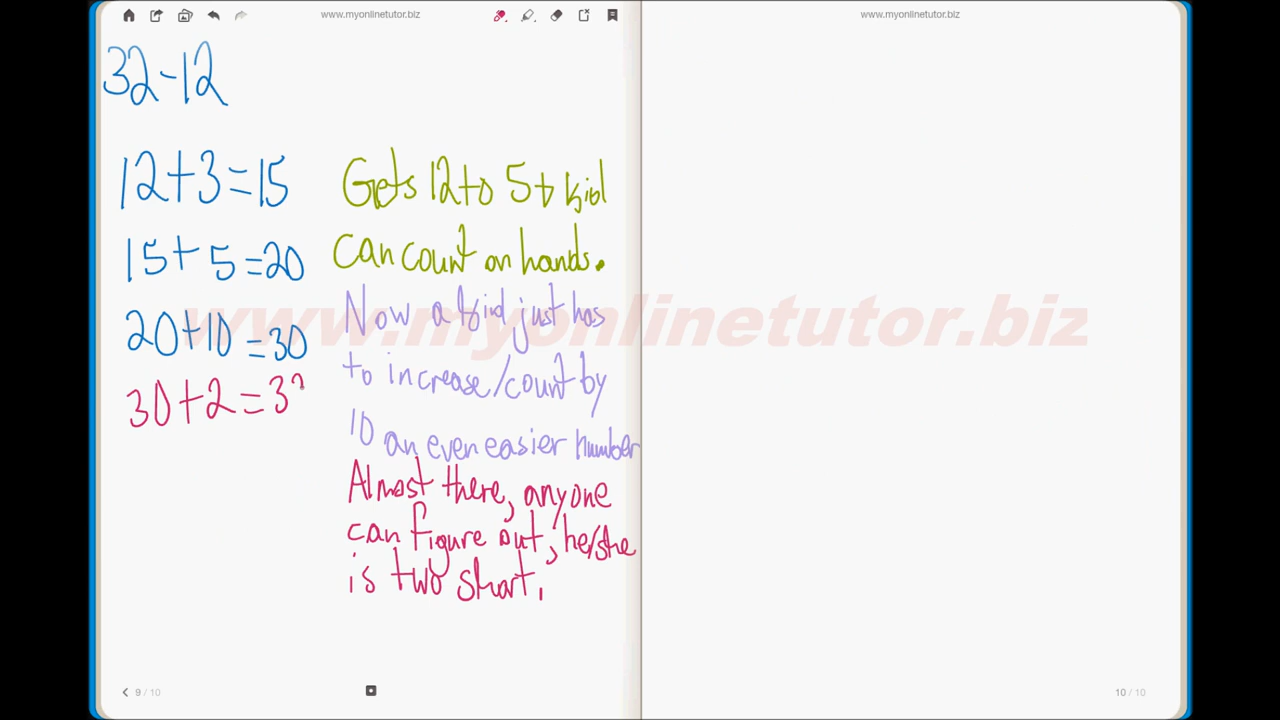 www.myonlinetutor.biz
www.myonlinetutor.biz
32-12
12+3=15
15+5=20
20+10=30
30+2=3
Gets 12 to 5+ kid
can count on hands.
Now a kid just has
to increase/count by
10 an even easier number
Almost there, anyone
can figure out, he/she
is two short.
www.myonlinetutor.biz
9 / 10
10 / 10